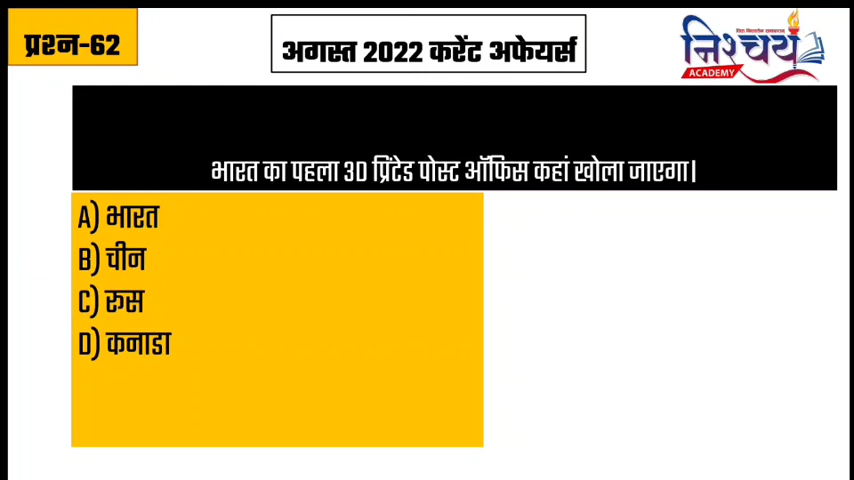 प्रश्न-62
अगस्त 2022 करेंट अफेयर्स
निश्चय
ACADEMY
भारत का पहला 3D प्रिंटेड पोस्ट ऑफिस कहां खोला जाएगा।
A) भारत
B) चीन
C) रूस
D) कनाडा